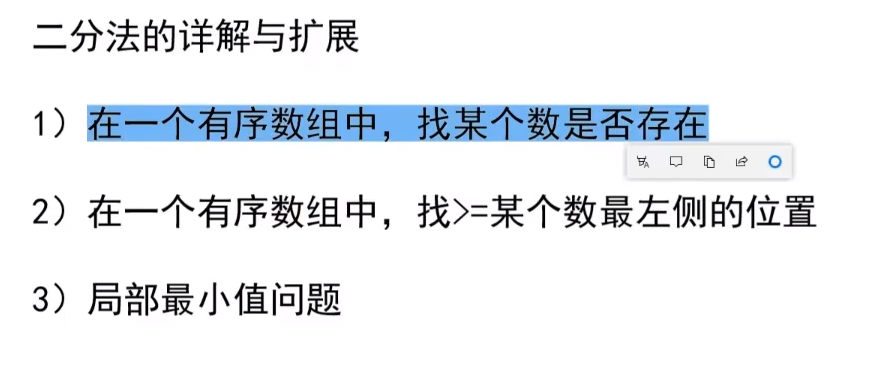 二分法的详解与扩展
1）在一个有序数组中，找某个数是否存在
2）在一个有序数组中，找>=某个数最左侧的位置
3）局部最小值问题